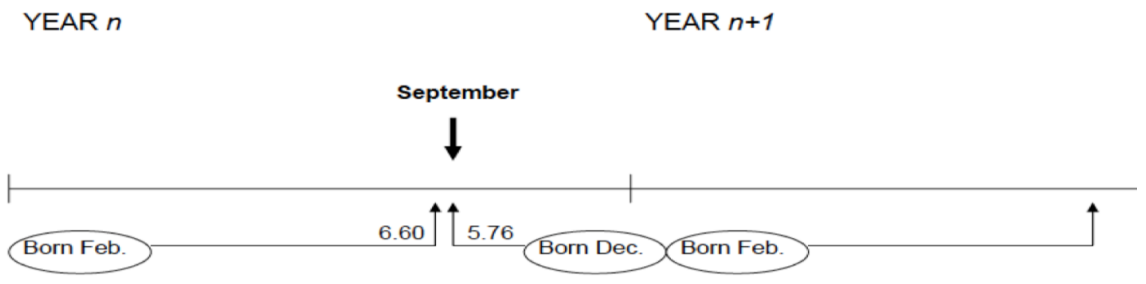 YEAR n
YEAR n+1
September
6.60
5.76
Born Feb.
Born Dec.
Born Feb.